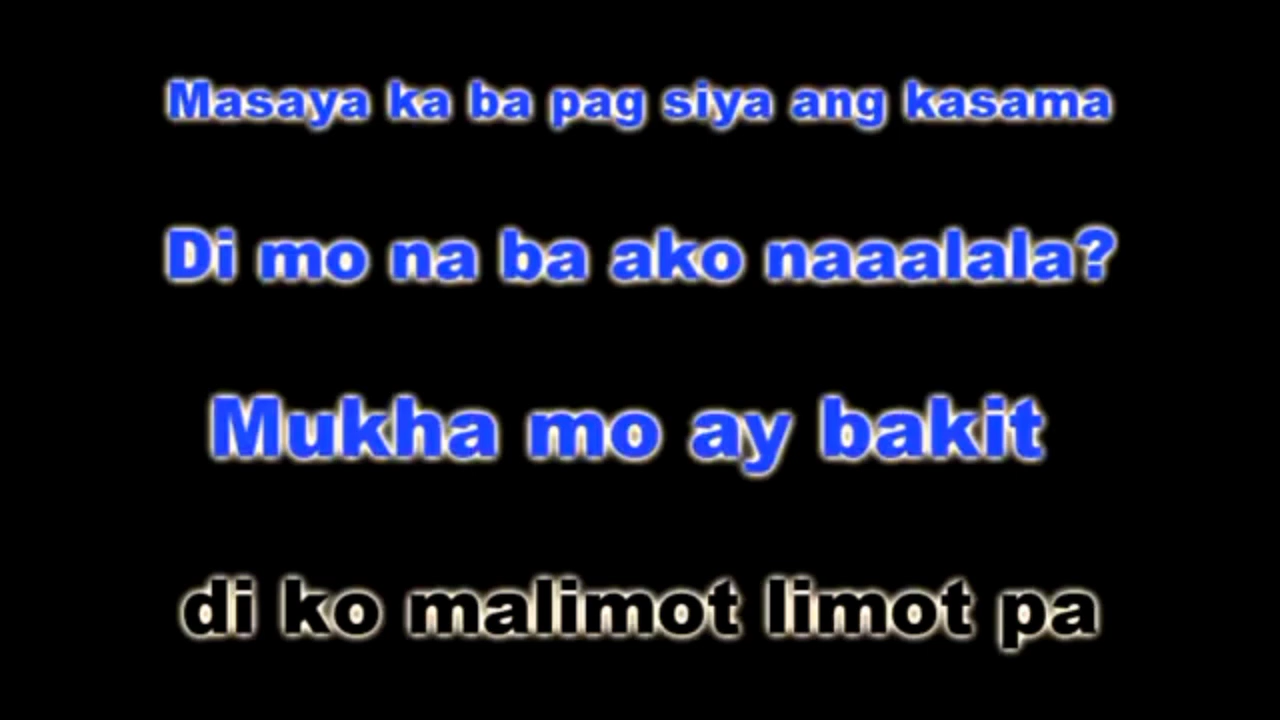 Masaya ka ba pag siya ang kasama
Di mo na ba ako naaalala?
Mukha mo ay bakit
di ko malimot limot pa